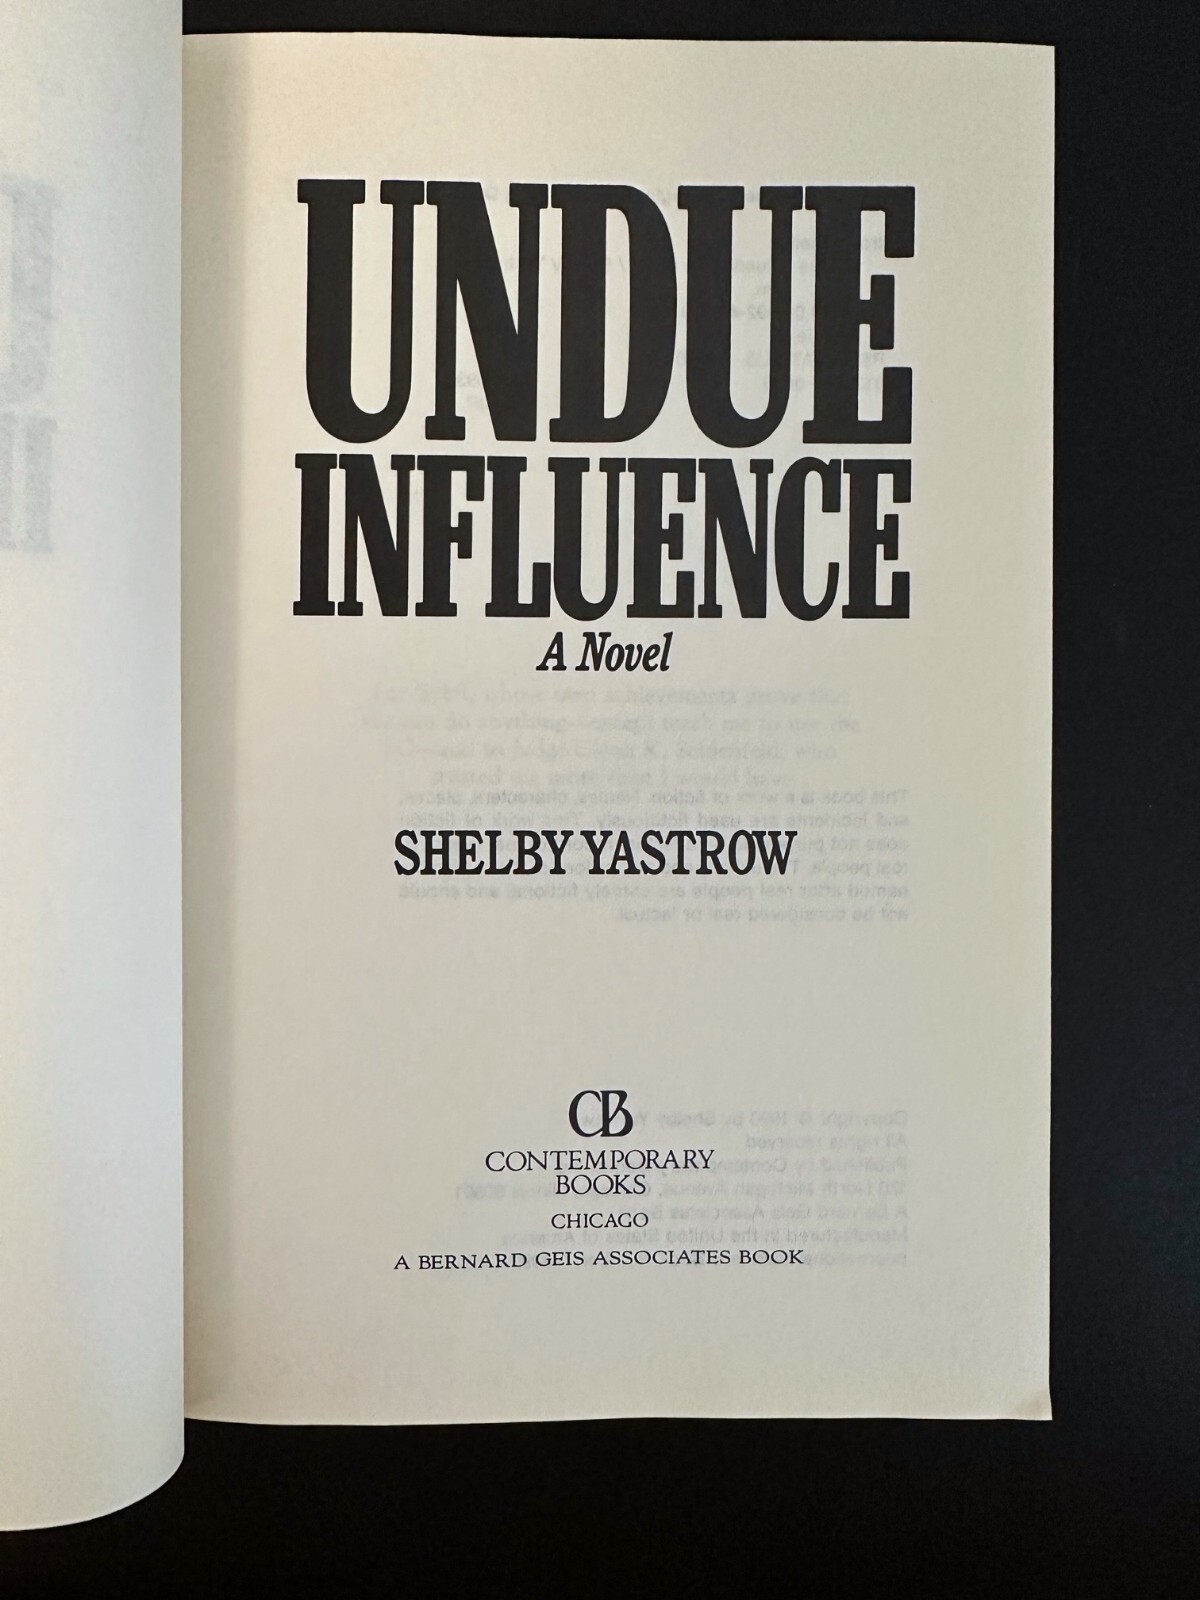 UNDUE
INFLUENCE
A Novel
SHELBY YASTROW
CB
CONTEMPORARY
BOOKS
CHICAGO
A BERNARD GEIS ASSOCIATES BOOK